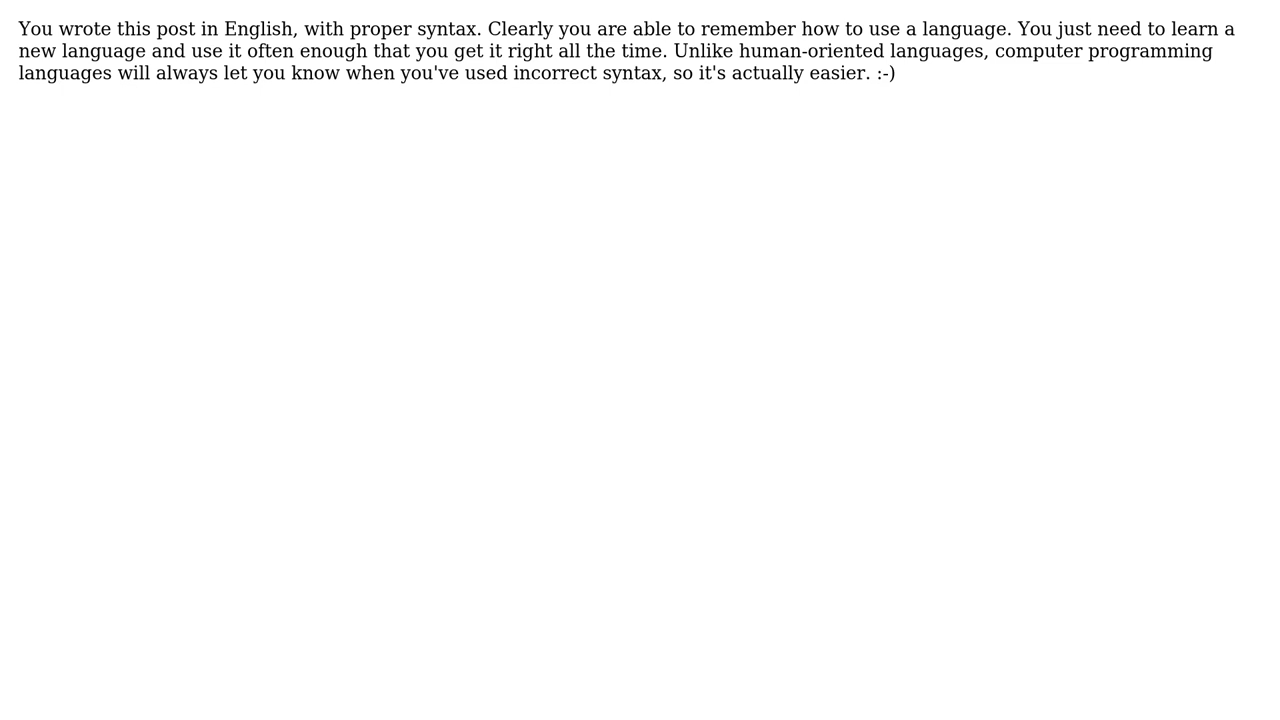 You wrote this post in English, with proper syntax. Clearly you are able to remember how to use a language. You just need to learn a
new language and use it often enough that you get it right all the time. Unlike human-oriented languages, computer programming
languages will always let you know when you've used incorrect syntax, so it's actually easier. :-)